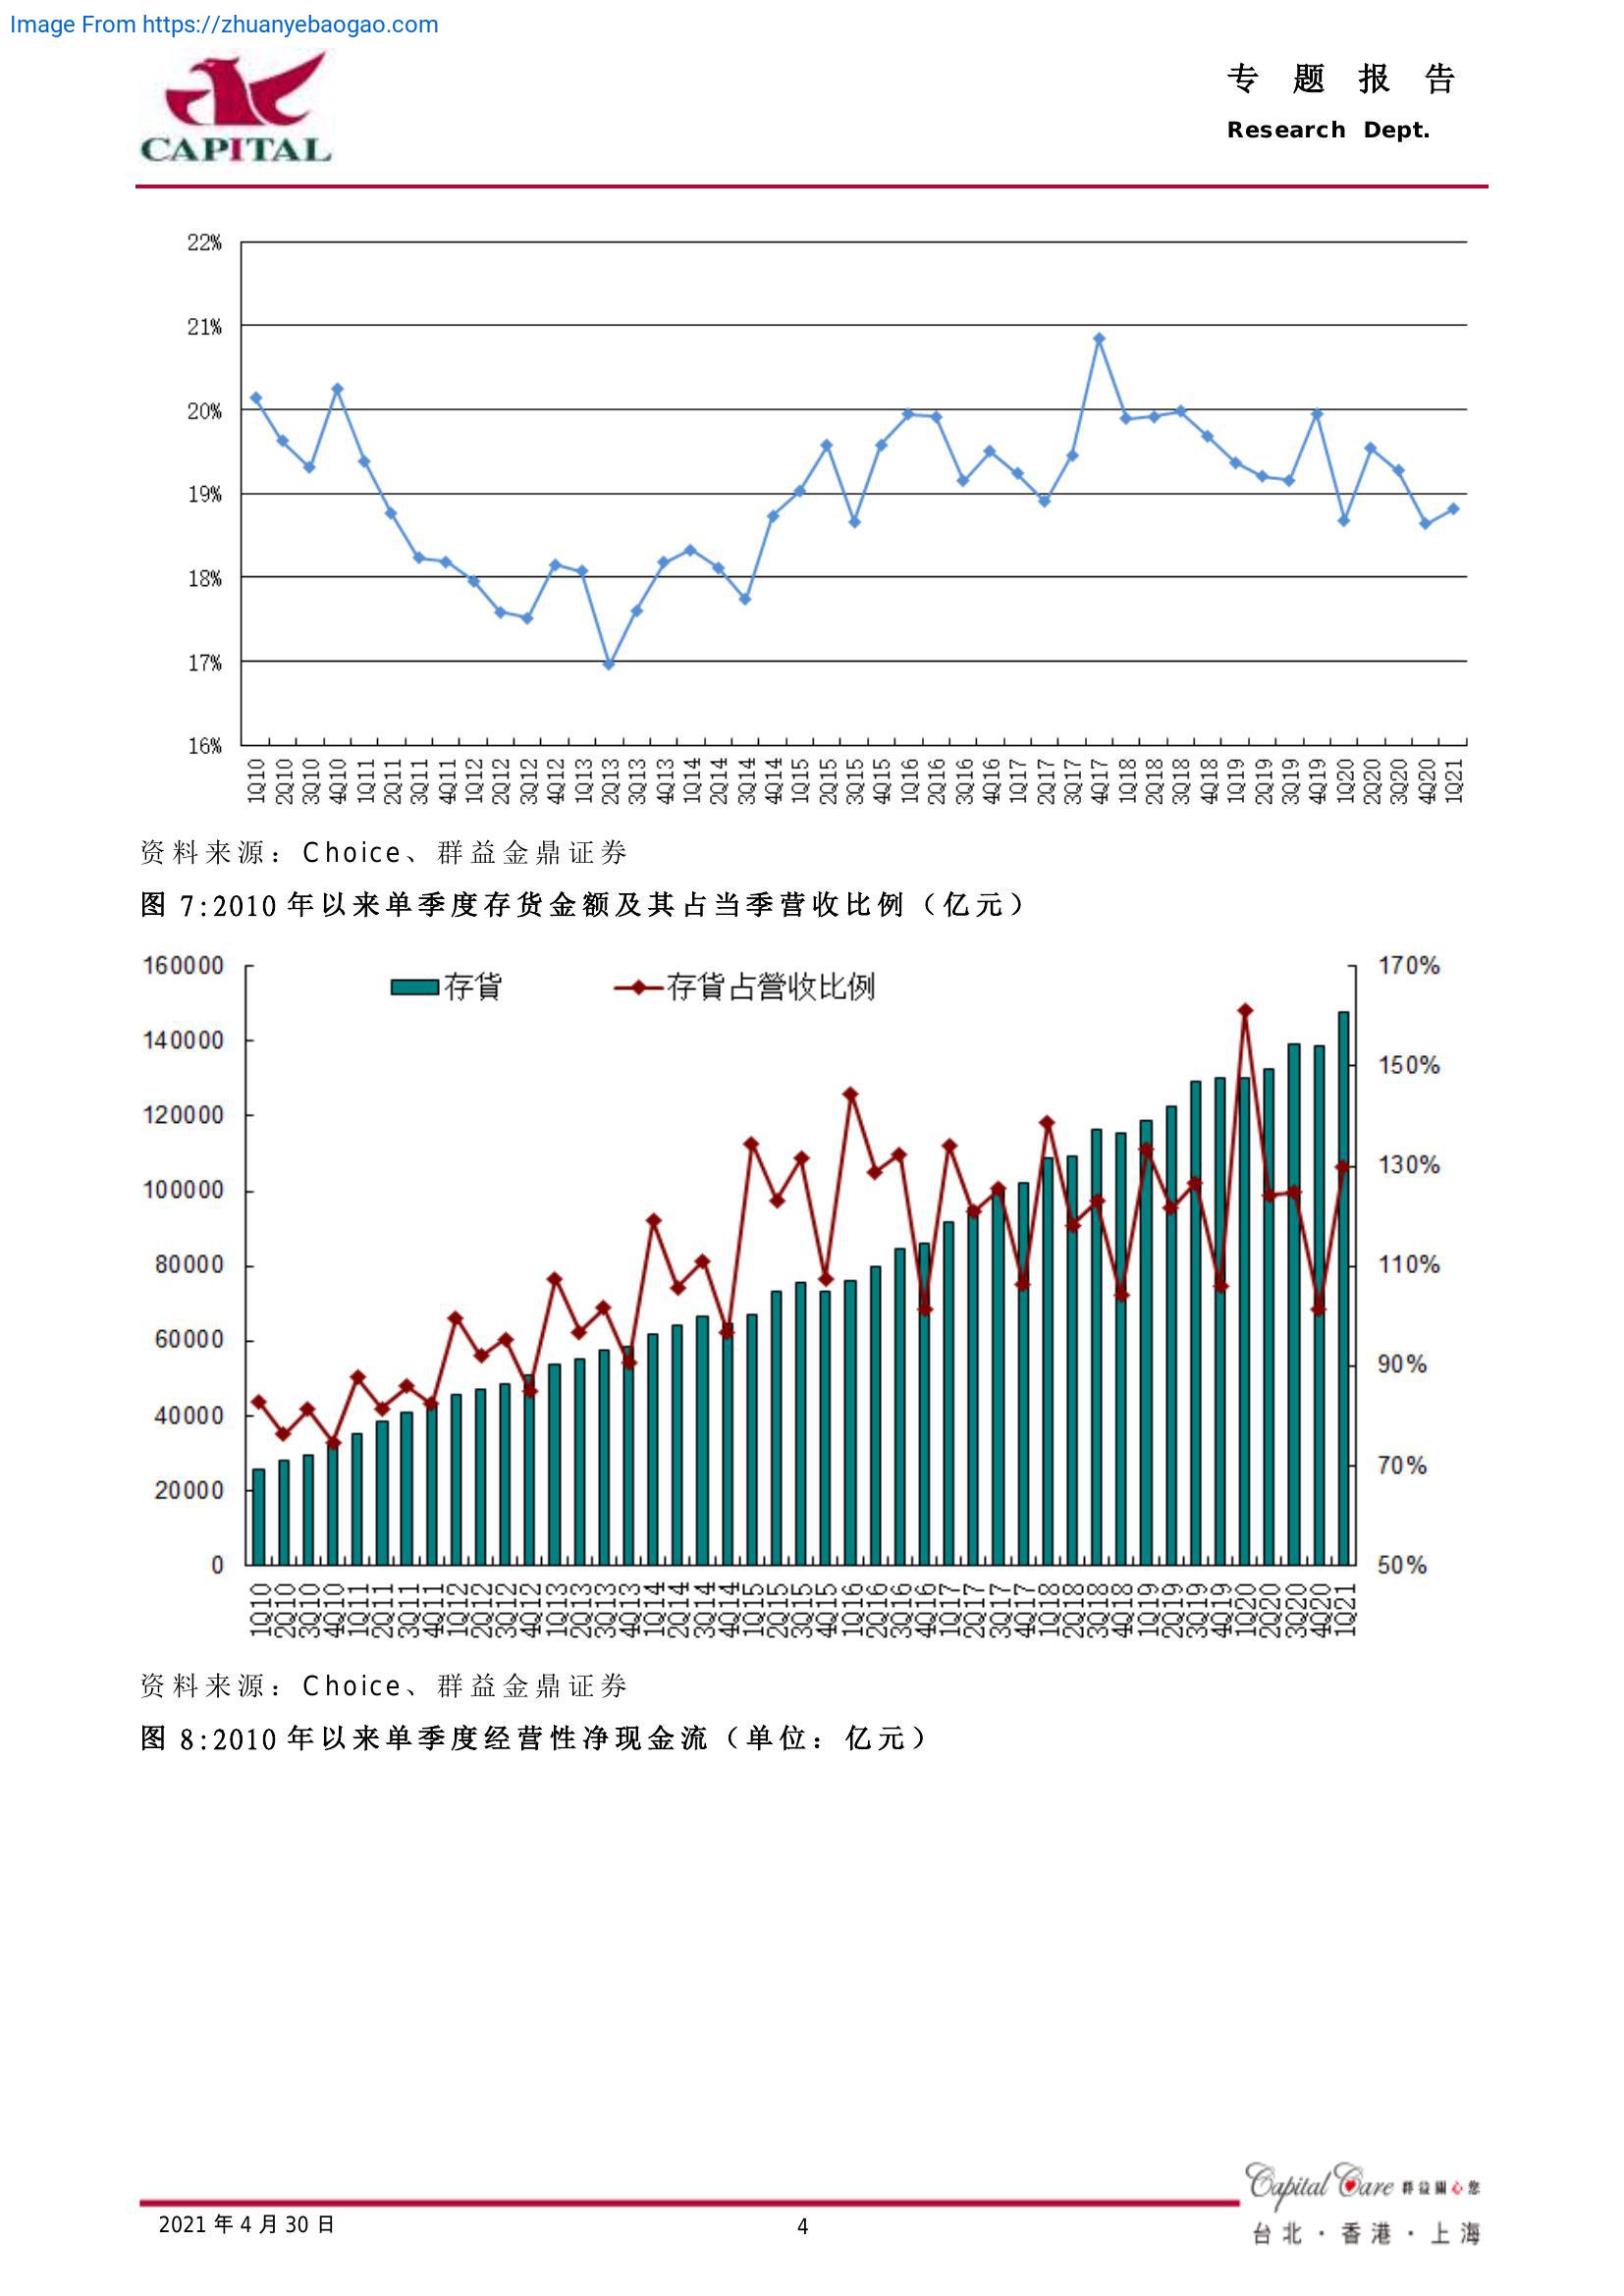 Image From https://zhuanyebaogao.com
CAPITAL
专 题 报 告
Research Dept.
22%
21%
20%
19%
18%
17%
16%
1Q10 2Q10 3Q10 4Q10 1Q11 2Q11 3Q11 4Q11 1Q12 2Q12 3Q12 4Q12 1Q13 2Q13 3Q13 4Q13 1Q14 2Q14 3Q14 4Q14 1Q15 2Q15 3Q15 4Q15 1Q16 2Q16 3Q16 4Q16 1Q17 2Q17 3Q17 4Q17 1Q18 2Q18 3Q18 4Q18 1Q19 2Q19 3Q19 4Q19 1Q20 2Q20 3Q20 4Q20 1Q21
资料来源：Choice、群益金鼎证券
图 7:2010 年以来单季度存货金额及其占当季营收比例（亿元）
存貨 存貨占營收比例
160000
140000
120000
100000
80000
60000
40000
20000
0
170%
150%
130%
110%
90%
70%
50%
1Q10 2Q10 3Q10 4Q10 1Q11 2Q11 3Q11 4Q11 1Q12 2Q12 3Q12 4Q12 1Q13 2Q13 3Q13 4Q13 1Q14 2Q14 3Q14 4Q14 1Q15 2Q15 3Q15 4Q15 1Q16 2Q16 3Q16 4Q16 1Q17 2Q17 3Q17 4Q17 1Q18 2Q18 3Q18 4Q18 1Q19 2Q19 3Q19 4Q19 1Q20 2Q20 3Q20 4Q20 1Q21
资料来源：Choice、群益金鼎证券
图 8:2010 年以来单季度经营性净现金流（单位：亿元）
Capital Care 群益關心您
2021 年 4 月 30 日
4
台北·香港·上海